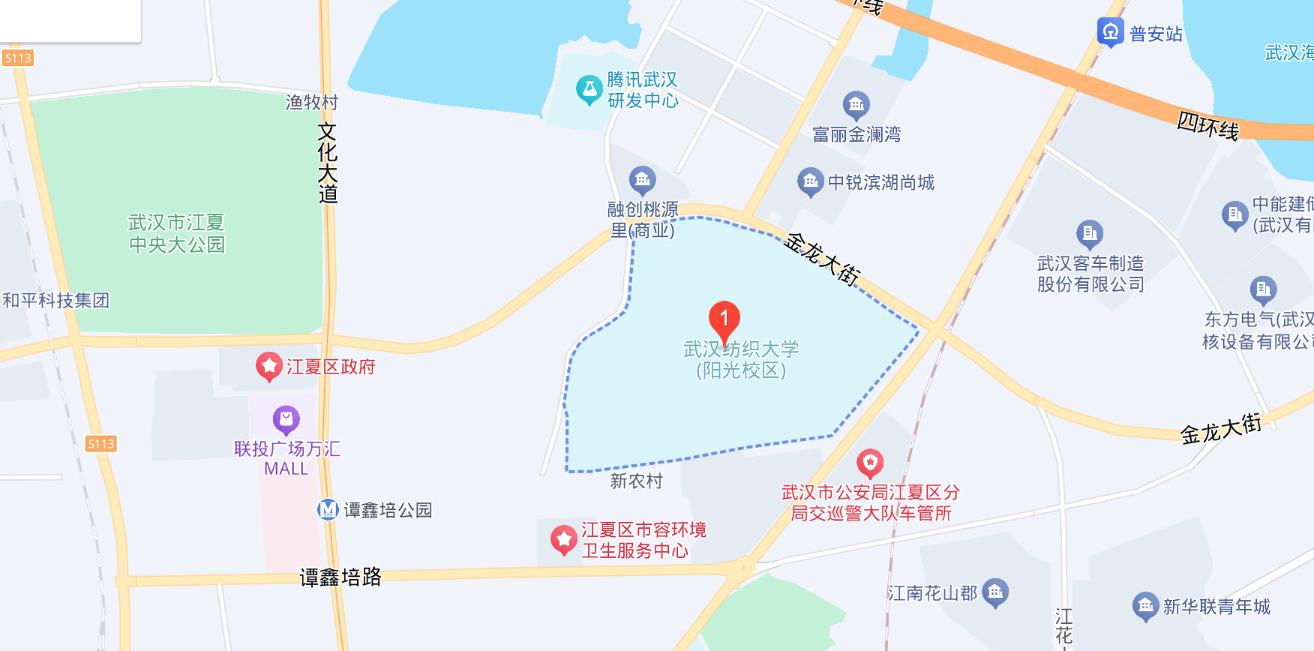 环线
S113
普安站
武汉海
腾讯武汉
研发中心
渔牧村
文化大道
富丽金澜湾
四环线
中锐滨湖尚城
融创桃源
里(商业)
武汉市江夏
中央大公园
中能建储
(武汉有
金龙大街
武汉客车制造
股份有限公司
和平科技集团
1
东方电气(武汉
核设备有限公
武汉纺织大学
(阳光校区)
江夏区政府
S113
联投广场万汇
MALL
金龙大街
新农村
武汉市公安局江夏区分
局交巡警大队车管所
谭鑫培公园
江夏区市容环境
卫生服务中心
谭鑫培路
江南花山郡
新华联青年城
江花